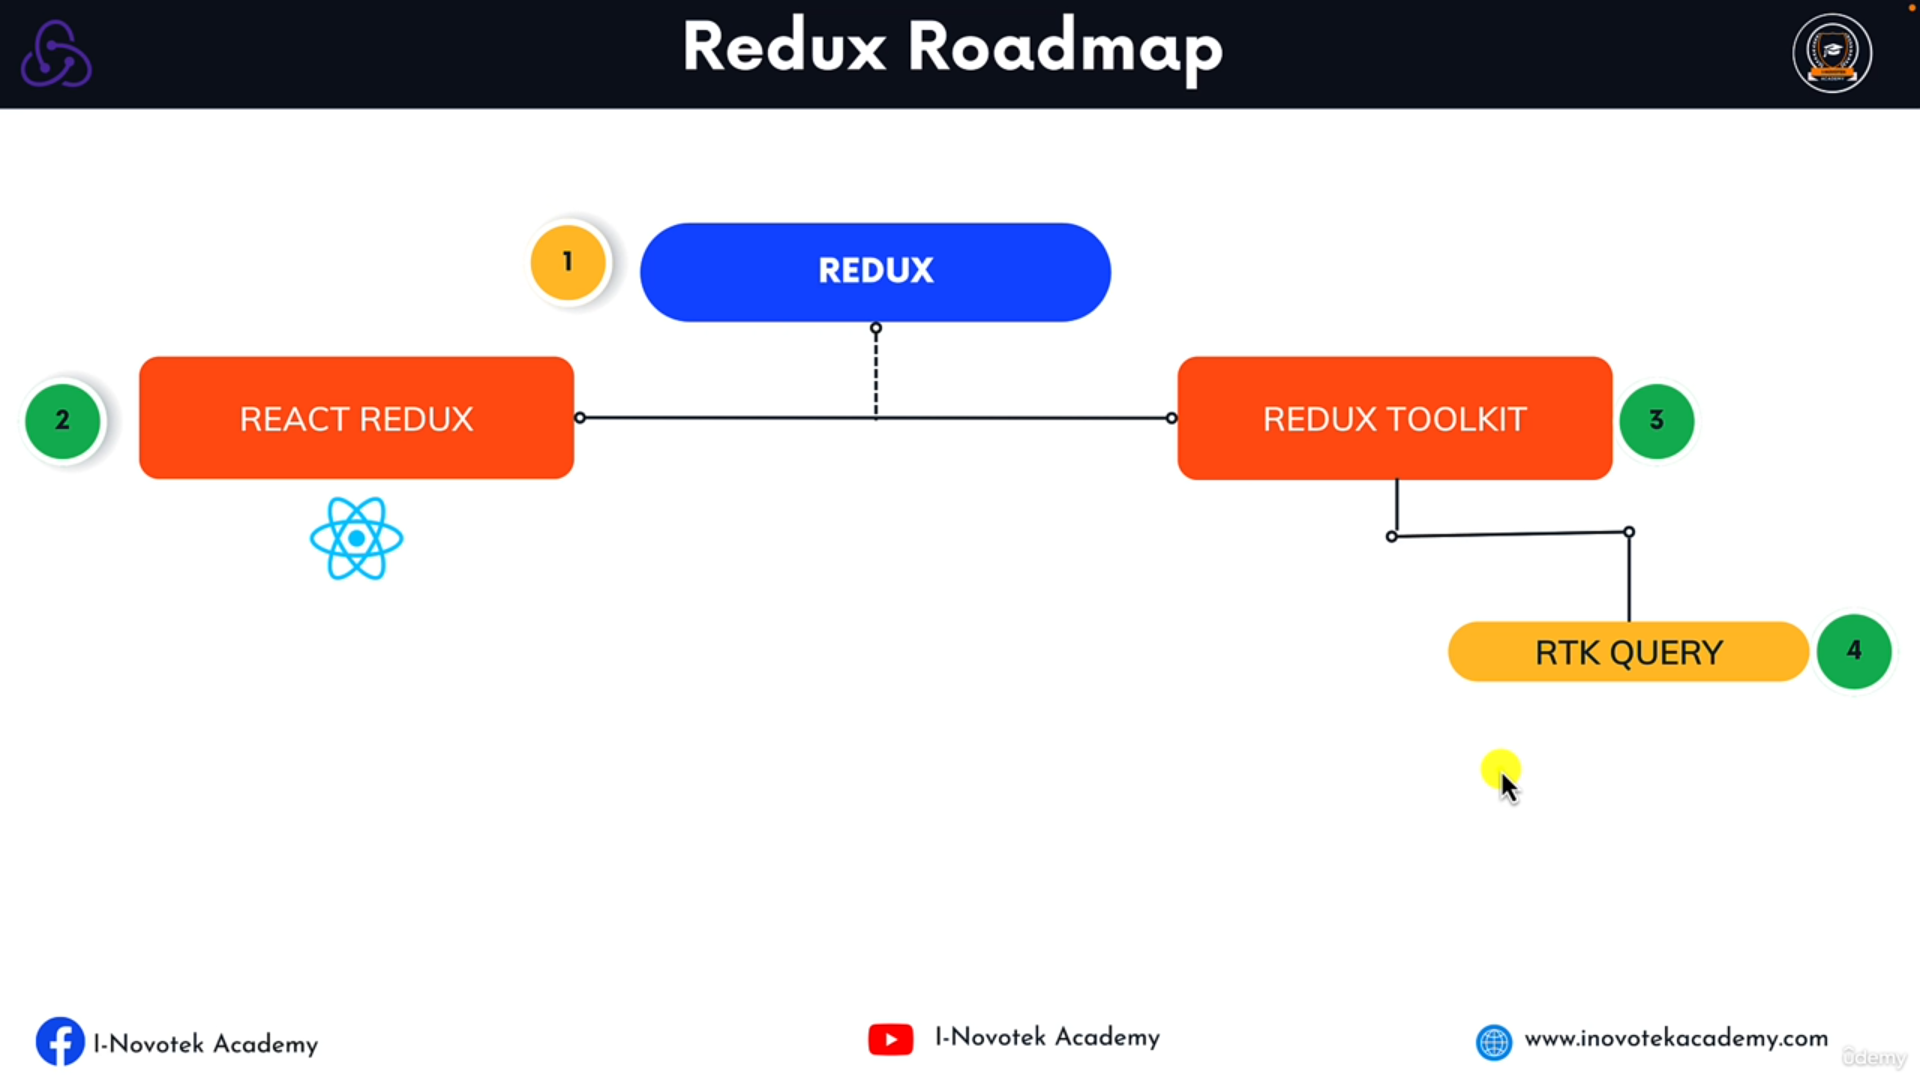 Redux Roadmap
1
REDUX
2
REACT REDUX
REDUX TOOLKIT
3
RTK QUERY
4
I-Novotek Academy
I-Novotek Academy
www.inovotekacademy.com
ûdemy